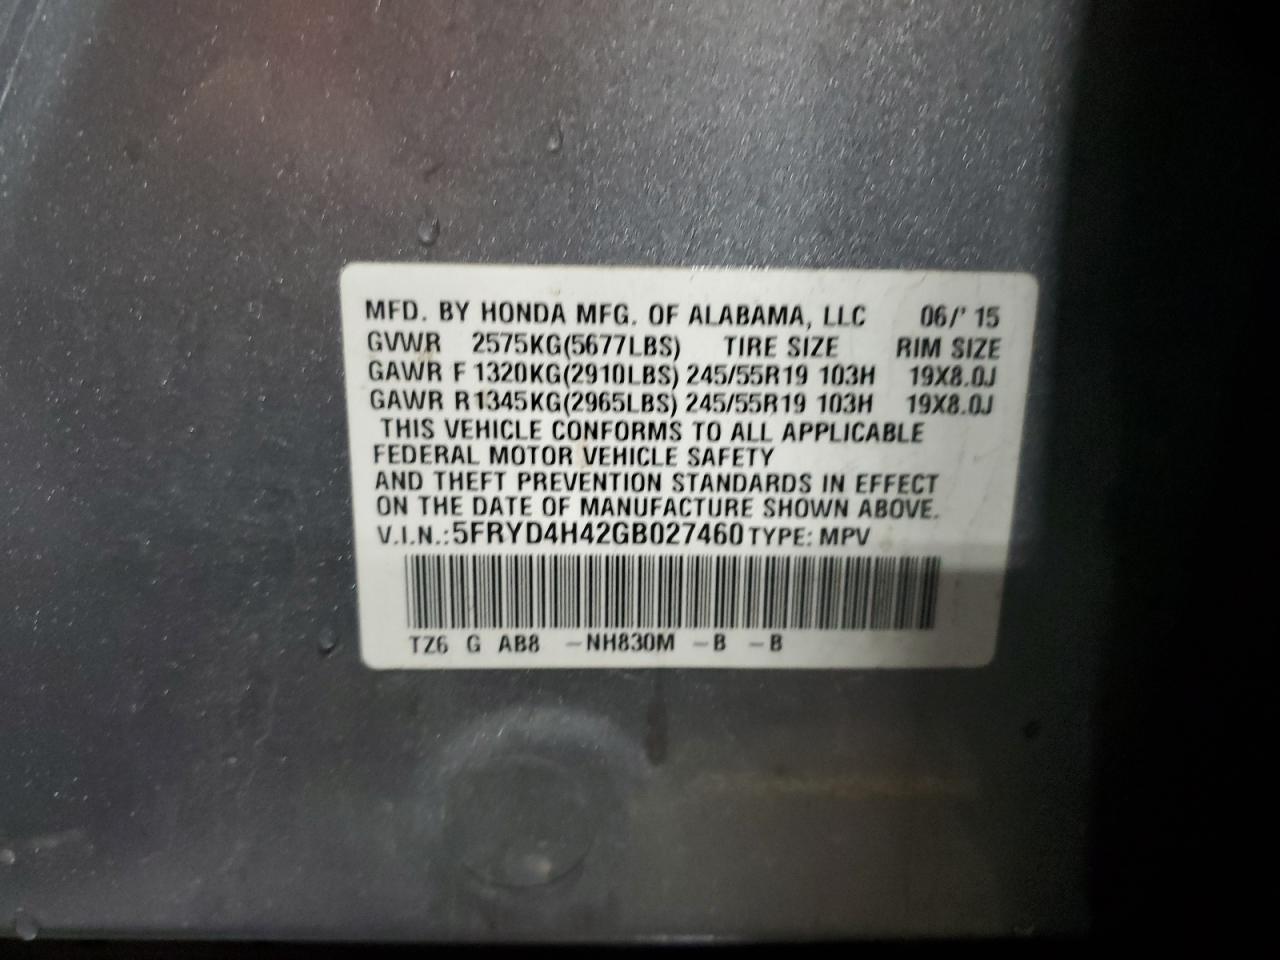 MFD. BY HONDA MFG. OF ALABAMA, LLC 06/' 15
GVWR 2575KG(5677LBS) TIRE SIZE RIM SIZE
GAWR F 1320KG(2910LBS) 245/55R19 103H 19X8.0J
GAWR R1345KG(2965LBS) 245/55R19 103H 19X8.0J
THIS VEHICLE CONFORMS TO ALL APPLICABLE
FEDERAL MOTOR VEHICLE SAFETY
AND THEFT PREVENTION STANDARDS IN EFFECT
ON THE DATE OF MANUFACTURE SHOWN ABOVE.
V.I.N.:5FRYD4H42GB027460 TYPE: MPV
TZ6 G AB8 -NH830M -B -B